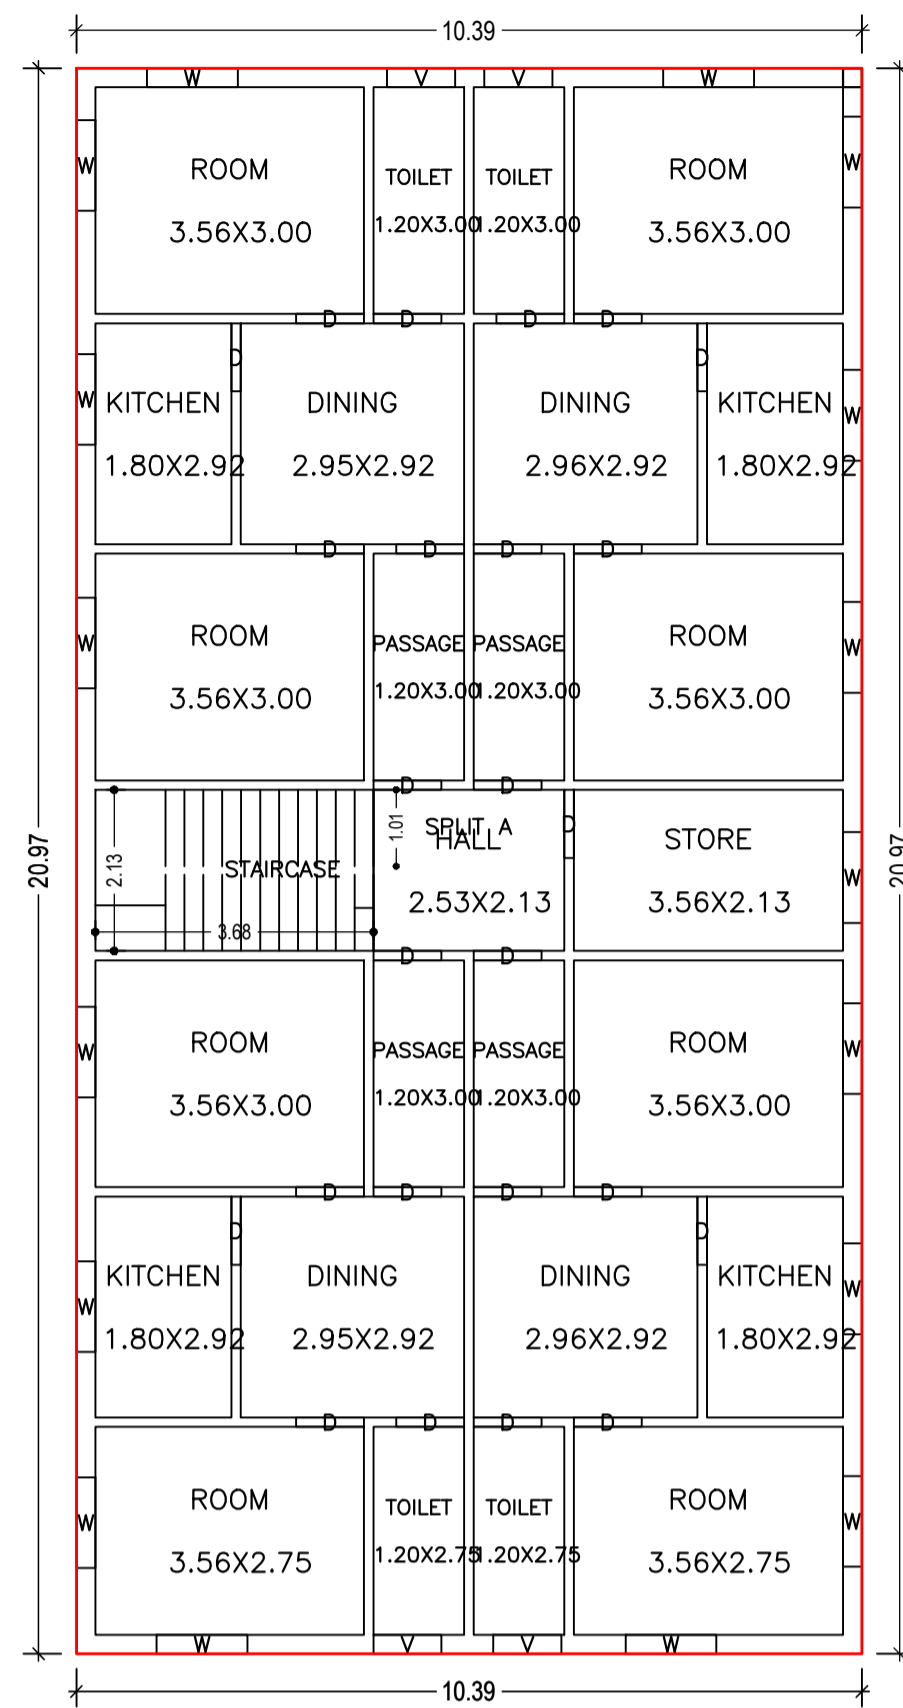 10.39
W V V W
W ROOM TOILET TOILET ROOM W
3.56X3.00 1.20X3.00 1.20X3.00 3.56X3.00
D D D D
D D
W KITCHEN DINING DINING KITCHEN W
1.80X2.92 2.95X2.92 2.96X2.92 1.80X2.92
D D D D
W ROOM PASSAGE PASSAGE ROOM W
3.56X3.00 1.20X3.00 1.20X3.00 3.56X3.00
D D
1.01 SPLIT A D
HALL STORE
20.97 2.13 STAIRCASE W 20.97
2.53X2.13 3.56X2.13
3.68
D D
W ROOM PASSAGE PASSAGE ROOM W
3.56X3.00 1.20X3.00 1.20X3.00 3.56X3.00
D D D D
D D
W KITCHEN DINING DINING KITCHEN W
1.80X2.92 2.95X2.92 2.96X2.92 1.80X2.92
D D D D
W ROOM TOILET TOILET ROOM W
3.56X2.75 1.20X2.75 1.20X2.75 3.56X2.75
W V V W
10.39